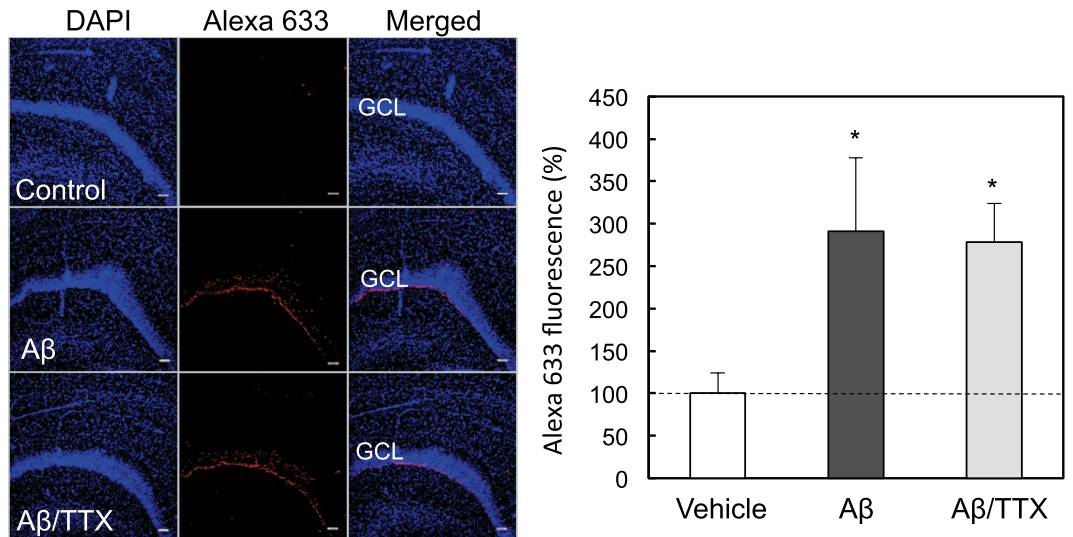 DAPI Alexa 633 Merged
GCL
Control
GCL
Aβ
GCL
Aβ/TTX
Alexa 633 fluorescence (%)
450
400
350
300
250
200
150
100
50
0
*
*
Vehicle Aβ Aβ/TTX